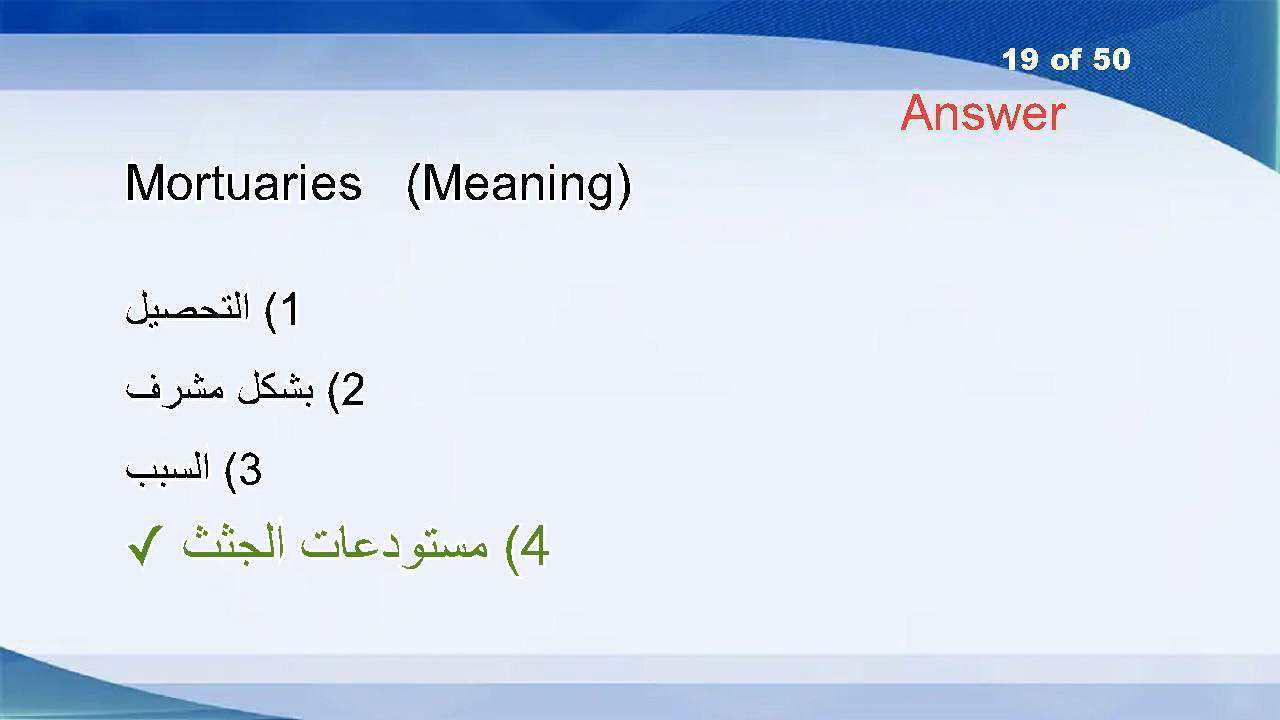 19 of 50
Answer
Mortuaries (Meaning)
1) التحصيل
2) بشكل مشرف
3) السبب
4) مستودعات الجثث ✓